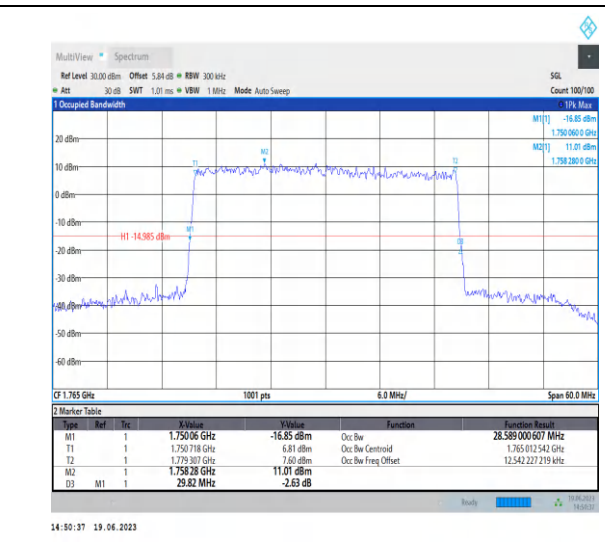 MultiView Spectrum
Ref Level 30.00 dBm Offset 5.84 dB RBW 300 kHz SGL
Att 30 dB SWT 1.01 ms VBW 1 MHz Mode Auto Sweep Count 100/100
1 Occupied Bandwidth 1Pk Max
M1[1] -16.85 dBm
1.750 060 0 GHz
M2[1] 11.01 dBm
1.758 280 0 GHz
20 dBm
M2
T1 T2
10 dBm
0 dBm
-10 dBm
H1 -14.985 dBm M1
D3
-20 dBm
-30 dBm
-40 dBm
-50 dBm
-60 dBm
CF 1.765 GHz 1001 pts 6.0 MHz/ Span 60.0 MHz
2 Marker Table
Type Ref Trc X-Value Y-Value Function Function Result
M1 1 1.750 06 GHz -16.85 dBm Occ Bw 28.589 000 607 MHz
T1 1 1.750 718 GHz 6.81 dBm Occ Bw Centroid 1.765 012 542 GHz
T2 1 1.779 307 GHz 7.60 dBm Occ Bw Freq Offset 12.542 227 219 kHz
M2 1 1.758 28 GHz 11.01 dBm
D3 M1 1 29.82 MHz -2.63 dB
Ready 19.06.2023
14:50:37
14:50:37 19.06.2023